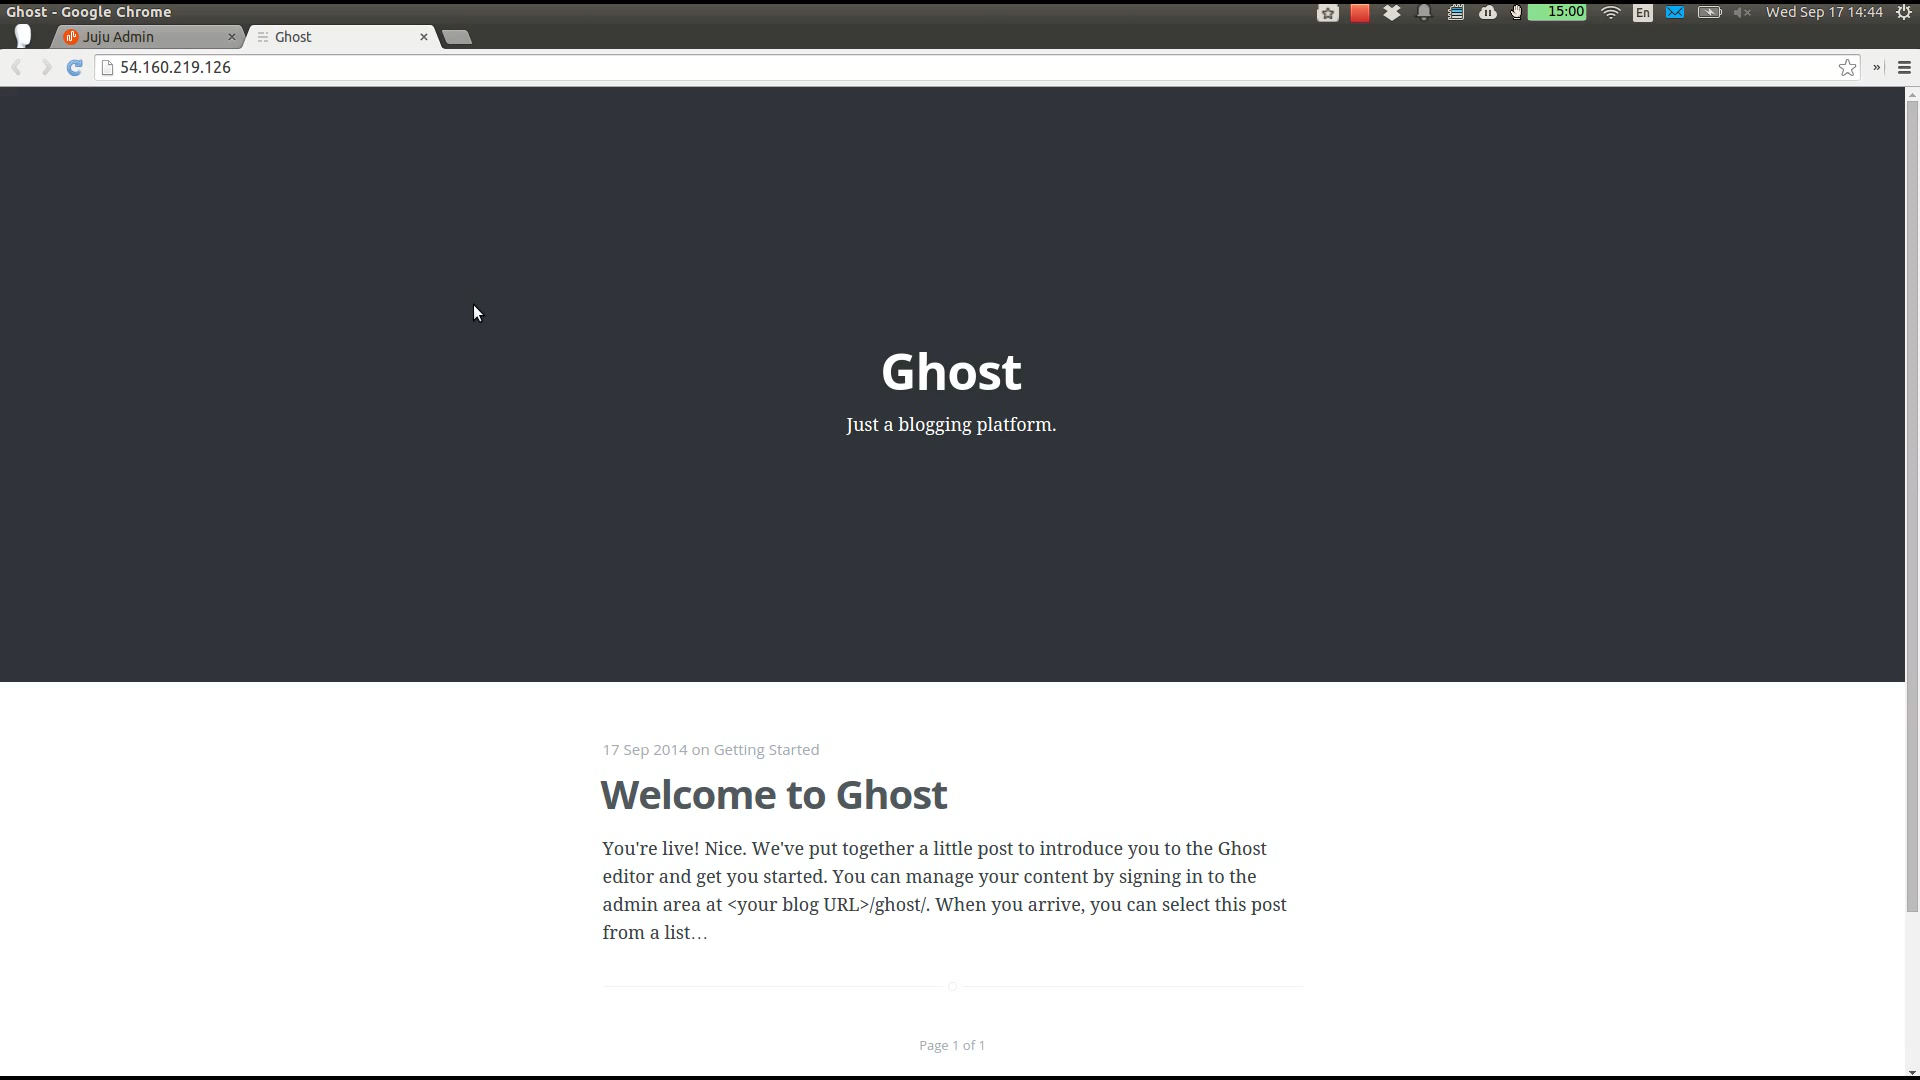 Ghost - Google Chrome
15:00
En
Wed Sep 17 14:44
Juju Admin
Ghost
54.160.219.126
Ghost
Just a blogging platform.
17 Sep 2014 on Getting Started
Welcome to Ghost
You're live! Nice. We've put together a little post to introduce you to the Ghost
editor and get you started. You can manage your content by signing in to the
admin area at <your blog URL>/ghost/. When you arrive, you can select this post
from a list…
Page 1 of 1